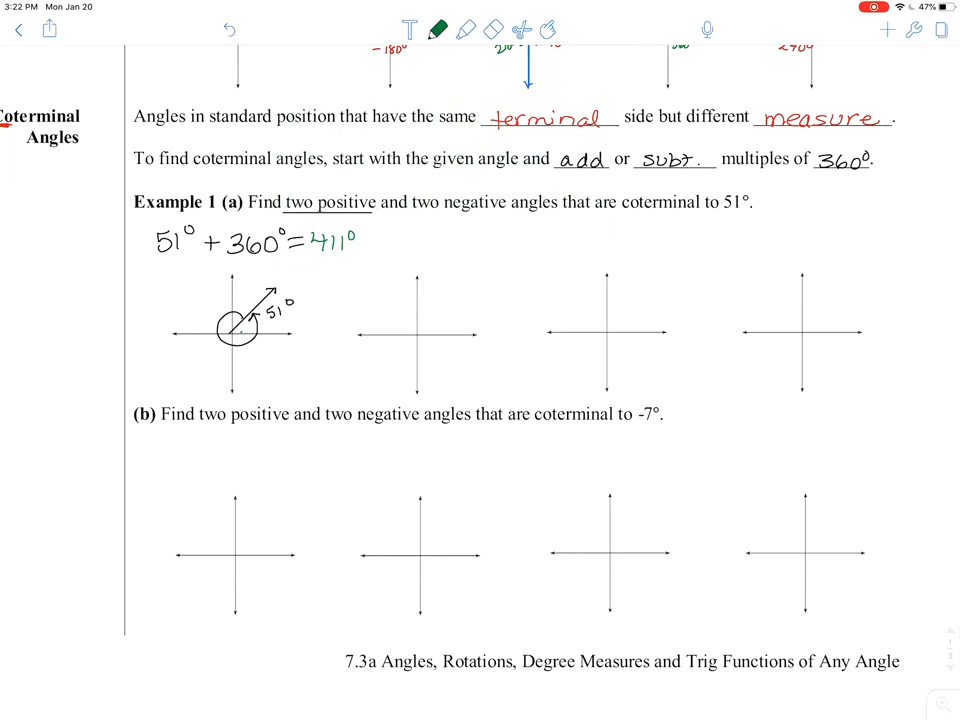 3:22 PM Mon Jan 20
47%
T
-180°
Coterminal
Angles
Angles in standard position that have the same terminal side but different measure.
To find coterminal angles, start with the given angle and add or subt. multiples of 360°.
Example 1 (a) Find two positive and two negative angles that are coterminal to 51°.
51° + 360° = 411°
51°
(b) Find two positive and two negative angles that are coterminal to -7°.
7.3a Angles, Rotations, Degree Measures and Trig Functions of Any Angle